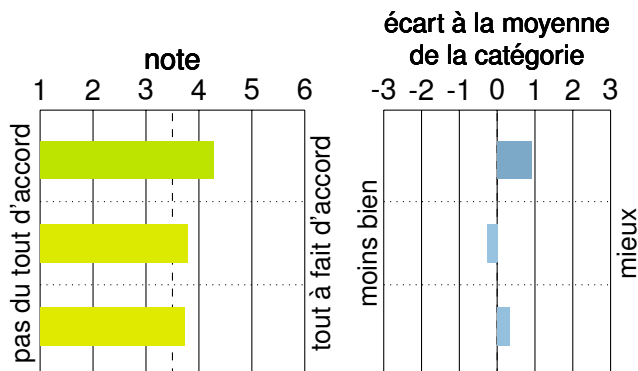 note
1 2 3 4 5 6
pas du tout d'accord
tout à fait d'accord
écart à la moyenne
de la catégorie
-3 -2 -1 0 1 2 3
moins bien
mieux